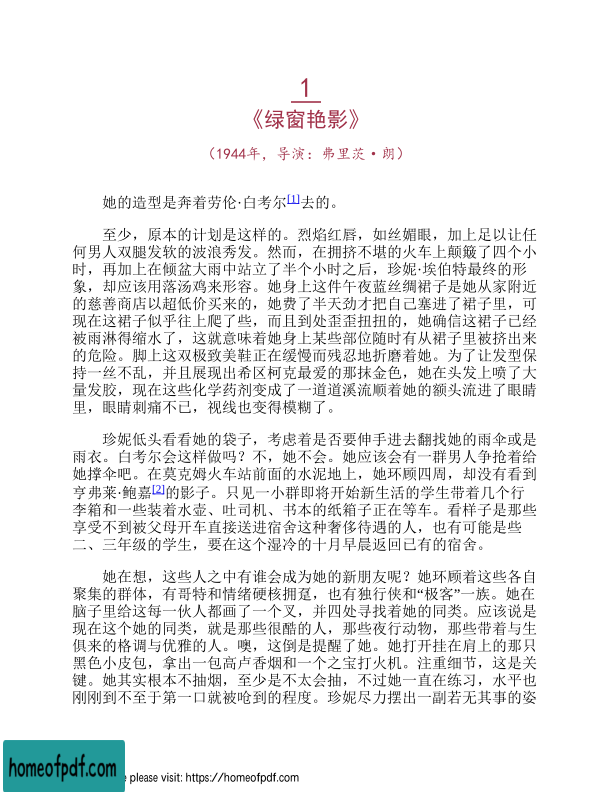 1
《绿窗艳影》
（1944年，导演：弗里茨·朗）
她的造型是奔着劳伦·白考尔[1]去的。
至少，原本的计划是这样的。烈焰红唇，如丝媚眼，加上足以让任
何男人双腿发软的波浪秀发。然而，在拥挤不堪的火车上颠簸了四个小
时，再加上在倾盆大雨中站立了半个小时之后，珍妮·埃伯特最终的形
象，却应该用落汤鸡来形容。她身上这件午夜蓝丝绸裙子是她从家附近
的慈善商店以超低价买来的，她费了半天劲才把自己塞进了裙子里，可
现在这裙子似乎往上爬了些，而且到处歪歪扭扭的，她确信这裙子已经
被雨淋得缩水了，这就意味着她身上某些部位随时有从裙子里被挤出来
的危险。脚上这双极致美鞋正在缓慢而残忍地折磨着她。为了让发型保
持一丝不乱，并且展现出希区柯克最爱的那抹金色，她在头发上喷了大
量发胶，现在这些化学药剂变成了一道道溪流顺着她的额头流进了眼睛
里，眼睛刺痛不已，视线也变得模糊了。
珍妮低头看看她的袋子，考虑着是否要伸手进去翻找她的雨伞或是
雨衣。白考尔会这样做吗？不，她不会。她应该会有一群男人争抢着给
她撑伞吧。在莫克姆火车站前面的水泥地上，她环顾四周，却没有看到
亨弗莱·鲍嘉[2]的影子。只见一小群即将开始新生活的学生带着几个行
李箱和一些装着水壶、吐司机、书本的纸箱子正在等车。看样子是那些
享受不到被父母开车直接送进宿舍这种奢侈待遇的人，也有可能是些
二、三年级的学生，要在这个湿冷的十月早晨返回已有的宿舍。
她在想，这些人之中有谁会成为她的新朋友呢？她环顾着这些各自
聚集的群体，有哥特和情绪硬核拥趸，也有独行侠和“极客”一族。她在
脑子里给这每一伙人都画了一个叉，并四处寻找着她的同类。应该说是
现在这个她的同类，就是那些很酷的人，那些夜行动物，那些带着与生
俱来的格调与优雅的人。噢，这倒是提醒了她。她打开挂在肩上的那只
黑色小皮包，拿出一包高卢香烟和一个之宝打火机。注重细节，这是关
键。她其实根本不抽烟，至少是不太会抽，不过她一直在练习，水平也
刚刚到不至于第一口就被呛到的程度。珍妮尽力摆出一副若无其事的姿
homeofpdf.com
e please visit: https://homeofpdf.com